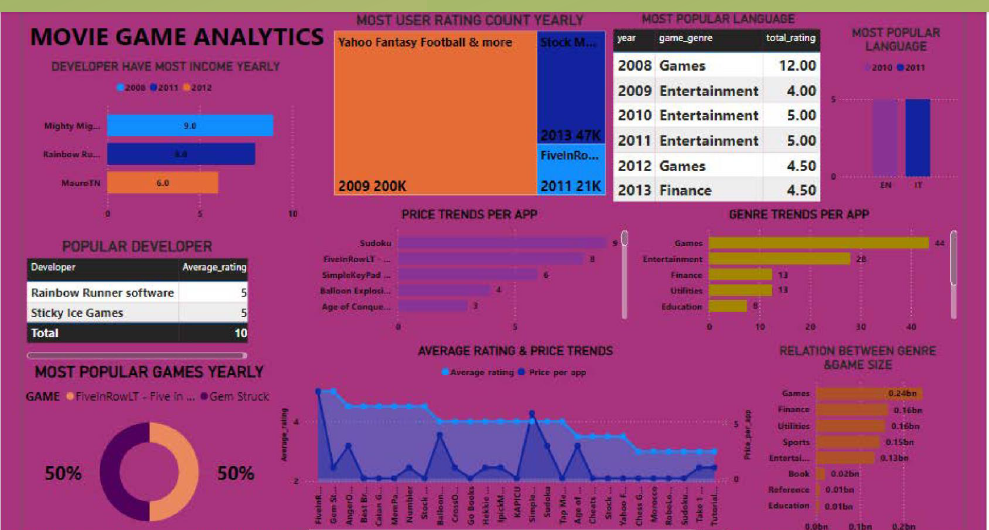 MOVIE GAME ANALYTICS
DEVELOPER HAVE MOST INCOME YEARLY
2008 2011 2012
Mighty Mig... 9.0
Rainbow Ru... 8.0
MauroTN 6.0
0 5 10
POPULAR DEVELOPER
Developer Average_rating
Rainbow Runner software 5
Sticky Ice Games 5
Total 10
MOST POPULAR GAMES YEARLY
GAME FiveInRowLT - Five In ... Gem Struck
50% 50%
MOST USER RATING COUNT YEARLY
Yahoo Fantasy Football & more
2009 200K
Stock M...
2013 47K
FiveInRo...
2011 21K
MOST POPULAR LANGUAGE
year game_genre total_rating
2008 Games 12.00
2009 Entertainment 4.00
2010 Entertainment 5.00
2011 Entertainment 5.00
2012 Games 4.50
2013 Finance 4.50
MOST POPULAR
LANGUAGE
2010 2011
5
0
EN IT
PRICE TRENDS PER APP
Sudoku 9
FiveInRowLT - ... 8
SimpleKeyPad ... 6
Balloon Explosi... 4
Age of Conque... 3
0 5
GENRE TRENDS PER APP
Games 44
Entertainment 28
Finance 13
Utilities 13
Education 8
0 10 20 30 40
AVERAGE RATING & PRICE TRENDS
Average rating Price per app
Average_rating
4
2
Price_per_app
5
0
FiveInR...
Gem St...
AngerO...
Best Br...
Caisn G...
MemPa...
Number
Stock ...
Balloon...
CrossO...
Go Books
Hekkie ...
IpickM...
KAPICU
Simple...
Sudoku
Tap Ma...
Age of ...
Cheats ...
Stock ...
Yahoo F...
Chess G...
Morocco
RoboLo...
Sudoku...
Take 1 ...
Tutorial...
RELATION BETWEEN GENRE
&GAME SIZE
Games 0.24bn
Finance 0.16bn
Utilities 0.16bn
Sports 0.15bn
Entertai... 0.13bn
Book 0.02bn
Reference 0.01bn
Education 0.01bn
0.0bn 0.1bn 0.2bn